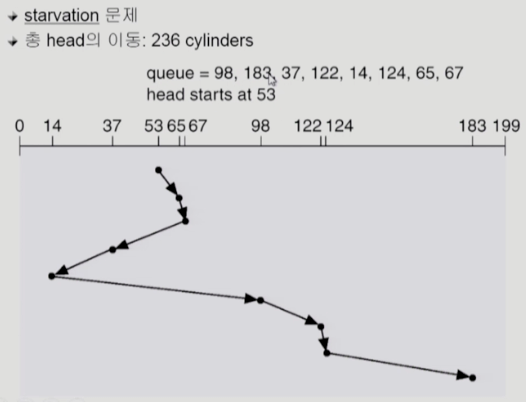 starvation 문제
총 head의 이동: 236 cylinders
queue = 98, 183, 37, 122, 14, 124, 65, 67
head starts at 53
0 14 37 53 65 67 98 122 124 183 199